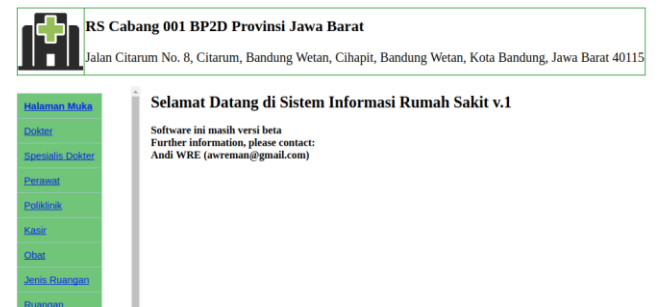 RS Cabang 001 BP2D Provinsi Jawa Barat
Jalan Citarum No. 8, Citarum, Bandung Wetan, Cihapit, Bandung Wetan, Kota Bandung, Jawa Barat 40115
Halaman Muka
Dokter
Spesialis Dokter
Perawat
Poliklinik
Kasir
Obat
Jenis Ruangan
Ruangan
Selamat Datang di Sistem Informasi Rumah Sakit v.1
Software ini masih versi beta
Further information, please contact:
Andi WRE (awreman@gmail.com)